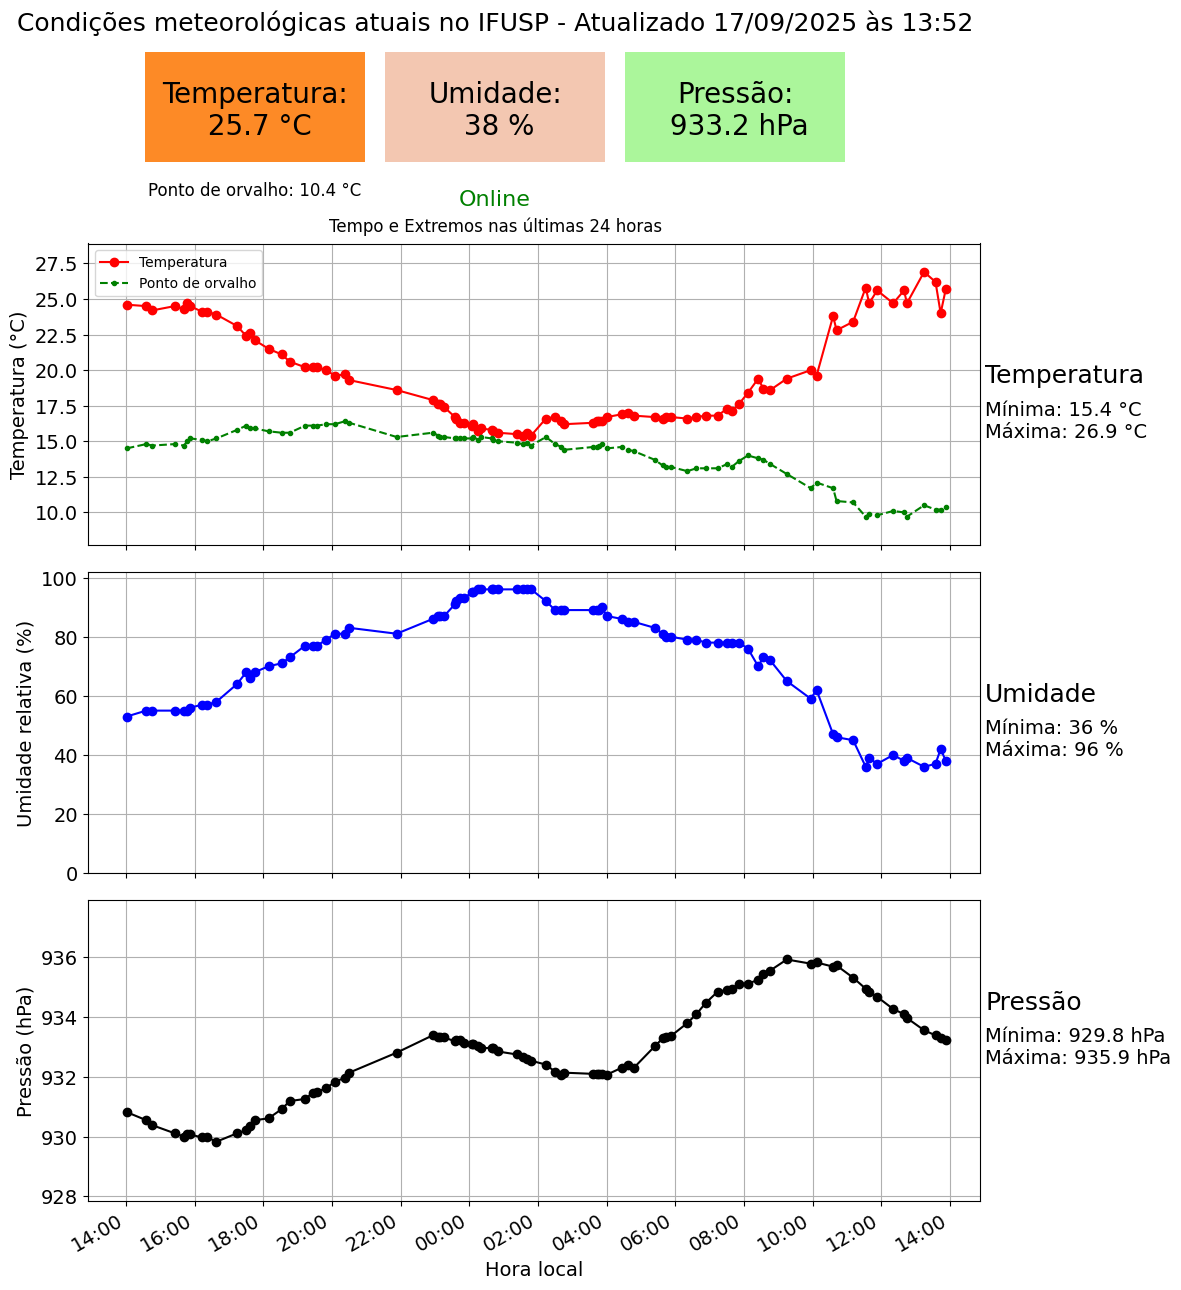 Condições meteorológicas atuais no IFUSP - Atualizado 17/09/2025 às 13:52
Temperatura:
25.7 °C
Umidade:
38 %
Pressão:
933.2 hPa
Ponto de orvalho: 10.4 °C
Online
Tempo e Extremos nas últimas 24 horas
Temperatura
Ponto de orvalho
Temperatura (°C)
27.5
25.0
22.5
20.0
17.5
15.0
12.5
10.0
Temperatura
Mínima: 15.4 °C
Máxima: 26.9 °C
Umidade relativa (%)
100
80
60
40
20
0
Umidade
Mínima: 36 %
Máxima: 96 %
Pressão (hPa)
936
934
932
930
928
Pressão
Mínima: 929.8 hPa
Máxima: 935.9 hPa
14:00
16:00
18:00
20:00
22:00
00:00
02:00
04:00
06:00
08:00
10:00
12:00
14:00
Hora local